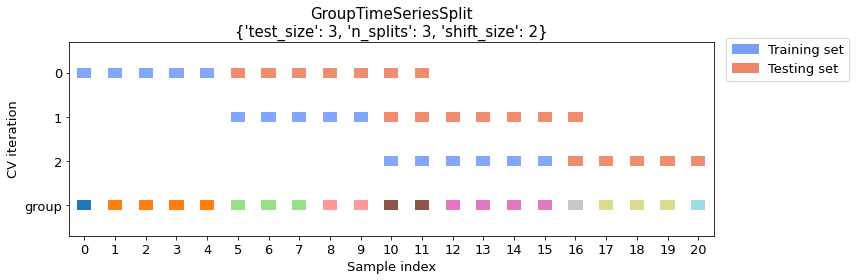 GroupTimeSeriesSplit
{'test_size': 3, 'n_splits': 3, 'shift_size': 2}
Training set
Testing set
CV iteration
0
1
2
group
0 1 2 3 4 5 6 7 8 9 10 11 12 13 14 15 16 17 18 19 20
Sample index